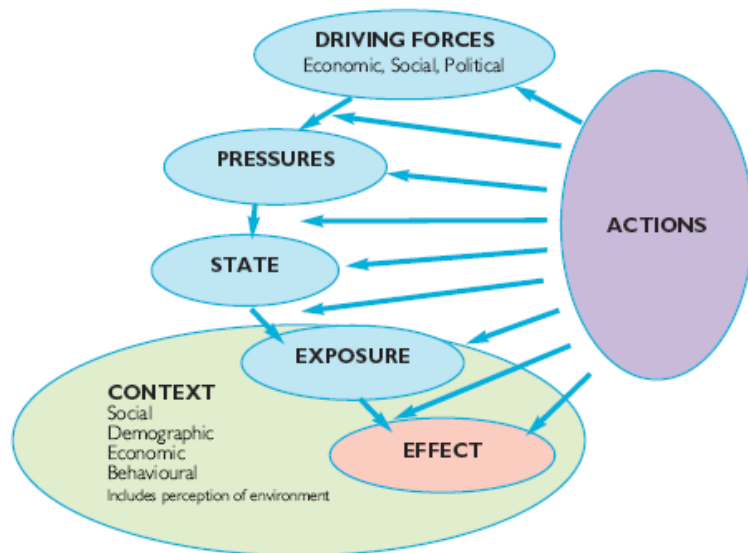 DRIVING FORCES
Economic, Social, Political
PRESSURES
STATE
ACTIONS
EXPOSURE
CONTEXT
Social
Demographic
Economic
Behavioural
Includes perception of environment
EFFECT